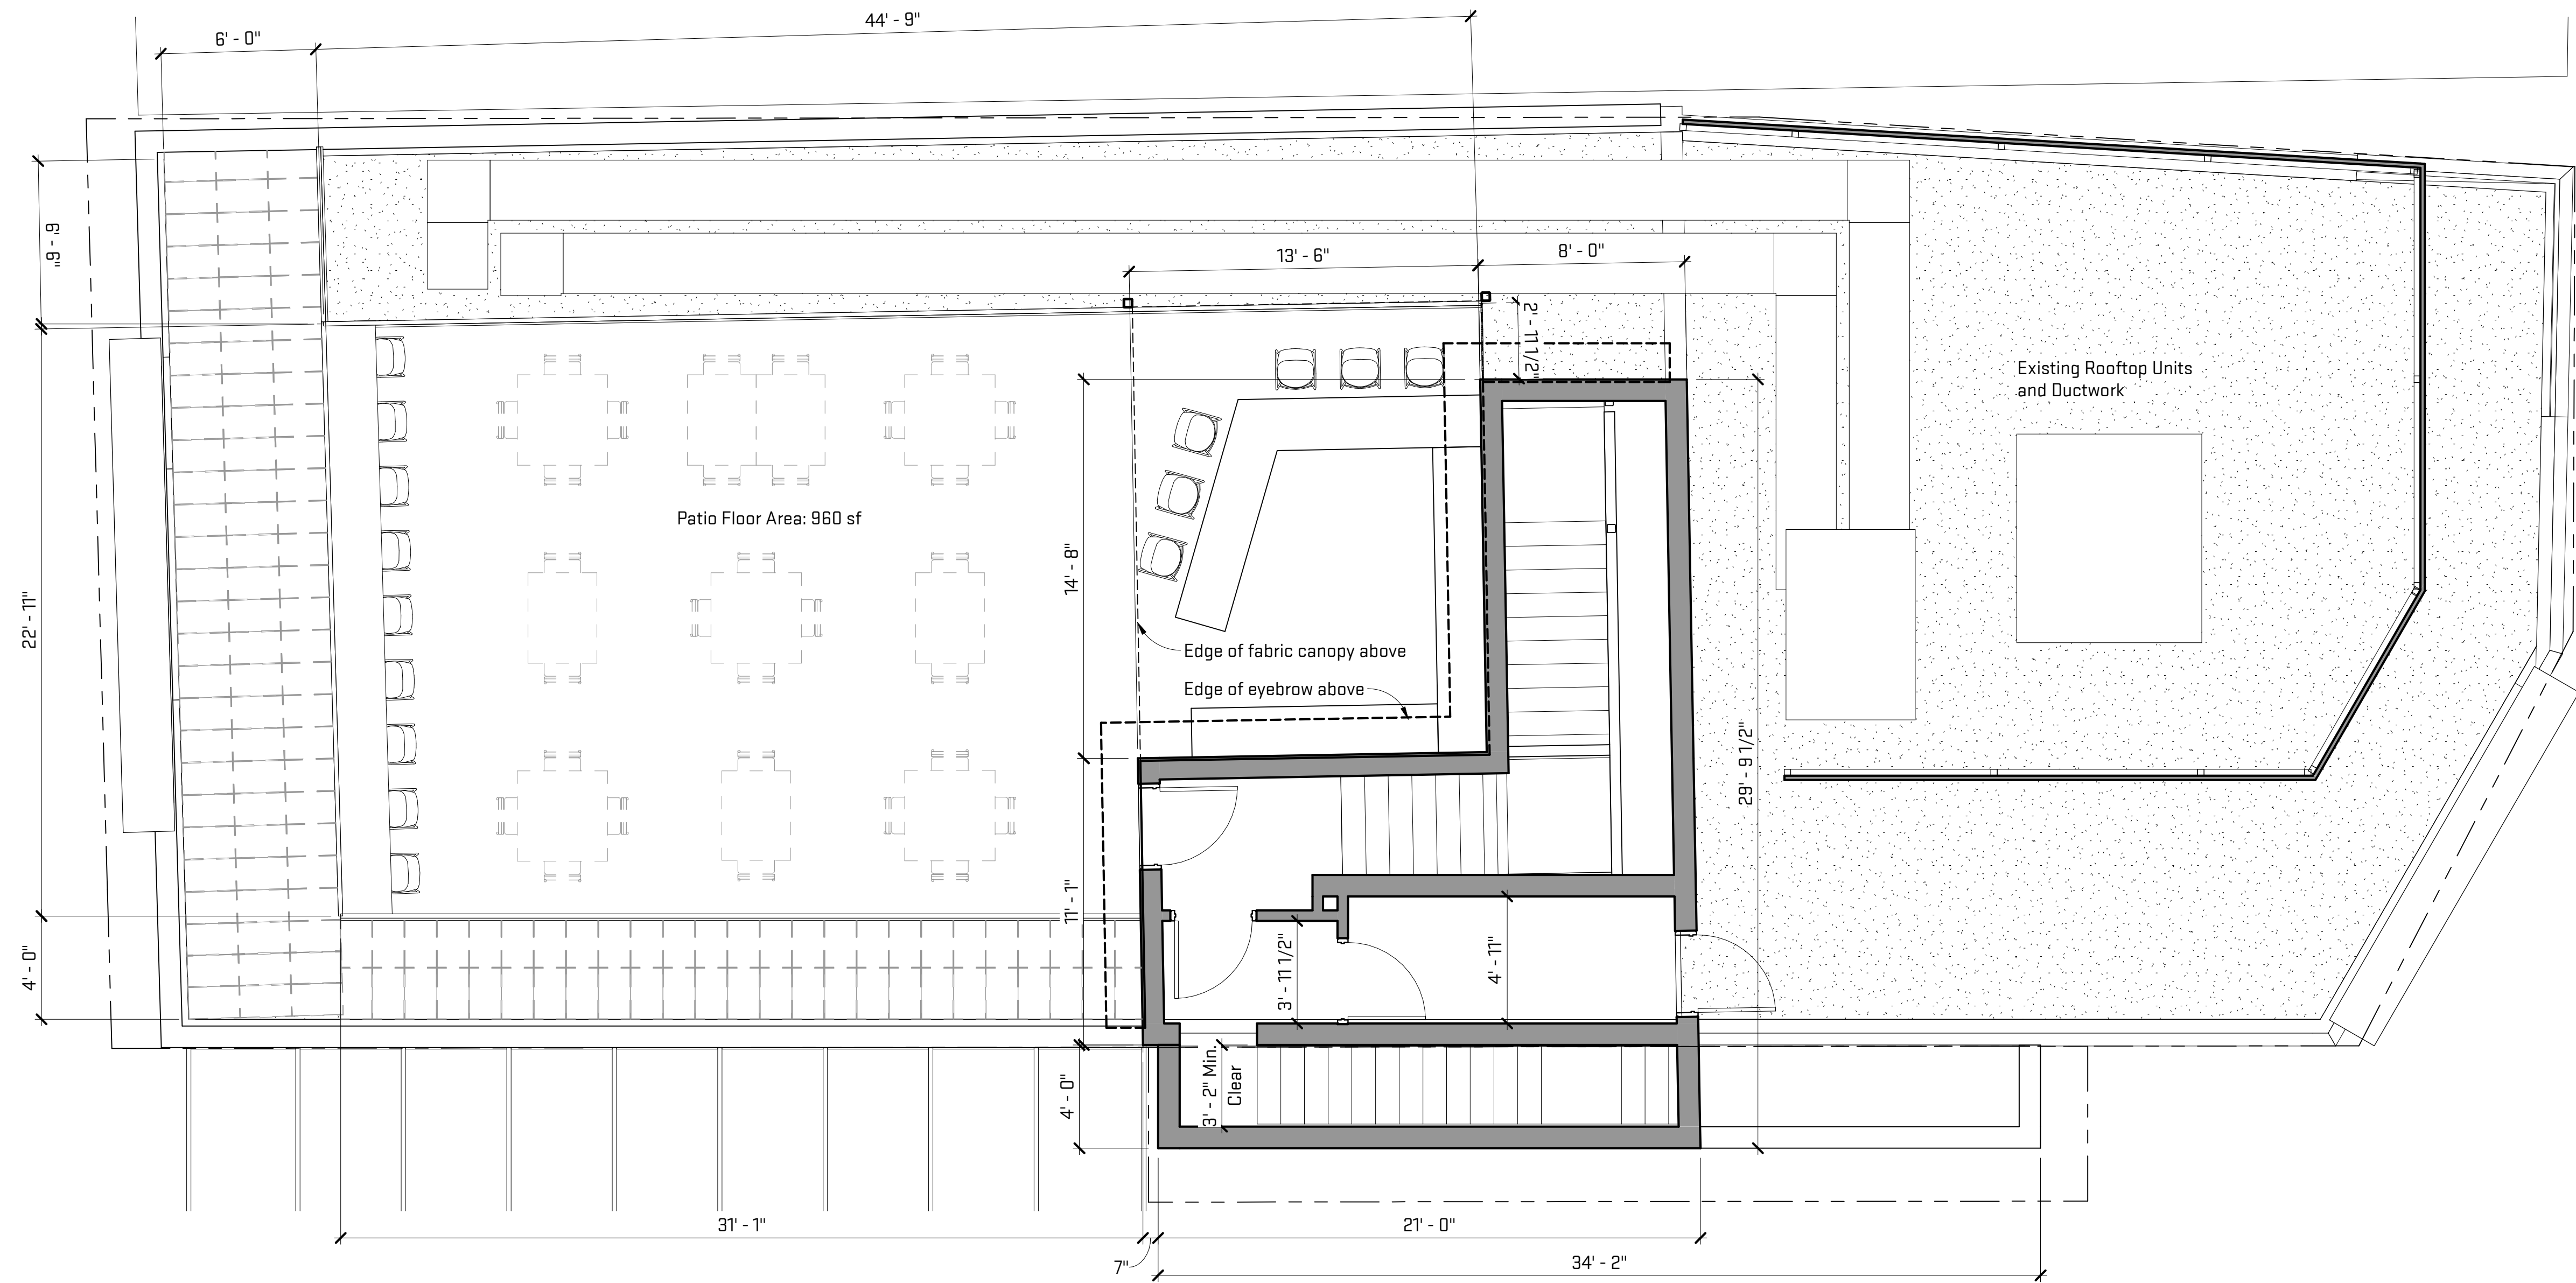 44' - 9"
6' - 0"
6' - 6"
13' - 6"
8' - 0"
2' - 11 1/2"
Existing Rooftop Units
and Ductwork
Patio Floor Area: 960 sf
14' - 8"
22' - 11"
Edge of fabric canopy above
Edge of eyebrow above
29' - 9 1/2"
11' - 1"
3' - 11 1/2"
4' - 11"
4' - 0"
4' - 0"
3' - 2" Min.
Clear
31' - 1"
21' - 0"
7"
34' - 2"